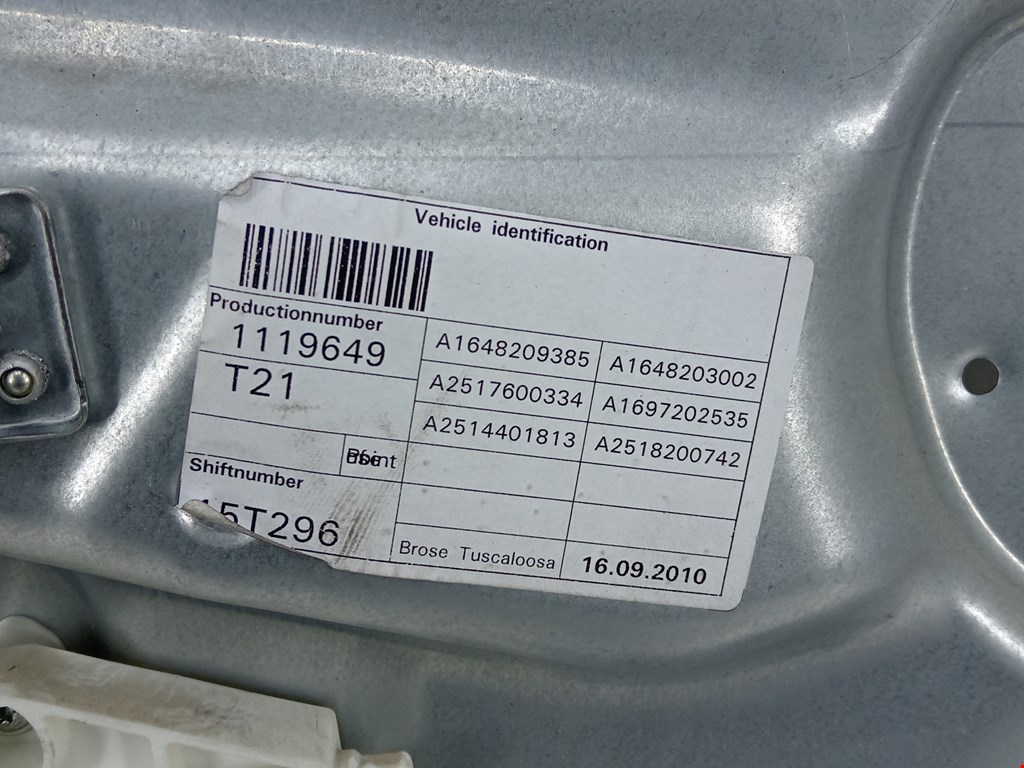 Vehicle identification
Productionnumber
1119649
T21
A1648209385 A1648203002
A2517600334 A1697202535
A2514401813 A2518200742
Shiftnumber
15T296
Brose Tuscaloosa 16.09.2010